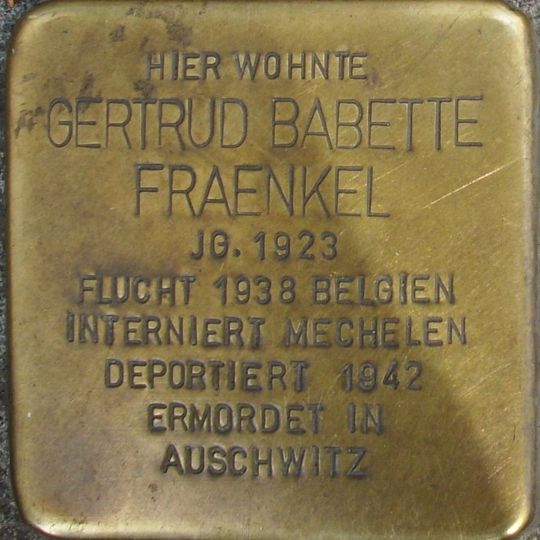 HIER WOHNTE
GERTRUD BABETTE
FRAENKEL
JG. 1923
FLUCHT 1938 BELGIEN
INTERNIERT MECHELEN
DEPORTIERT 1942
ERMORDET IN
AUSCHWITZ